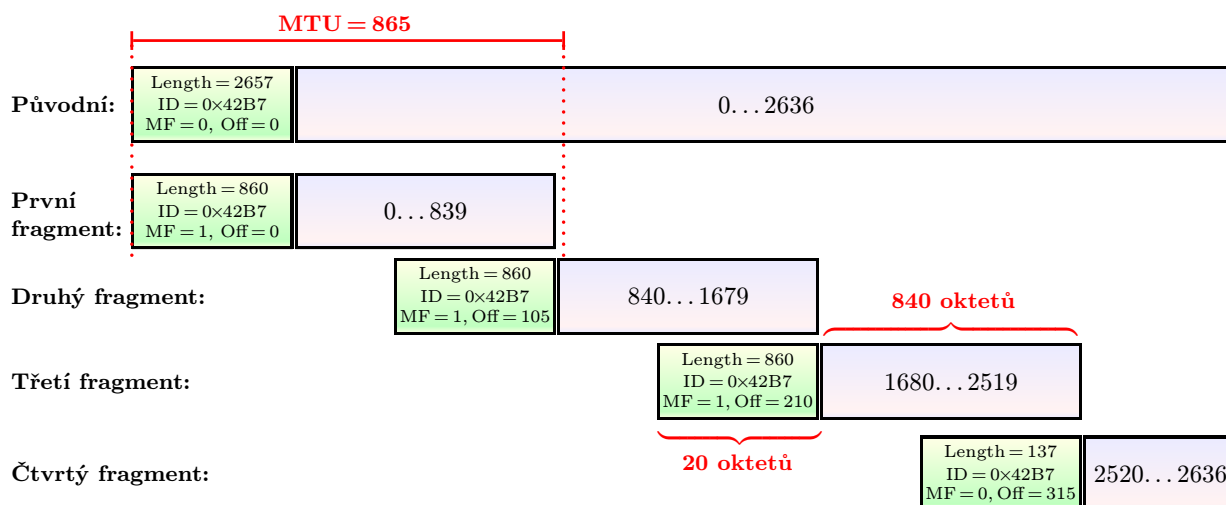 MTU = 865
Původní:
Length = 2657
ID = 0×42B7
MF = 0, Off = 0
0...2636
První
fragment:
Length = 860
ID = 0×42B7
MF = 1, Off = 0
0...839
Druhý fragment:
Length = 860
ID = 0×42B7
MF = 1, Off = 105
840...1679
840 oktetů
Třetí fragment:
Length = 860
ID = 0×42B7
MF = 1, Off = 210
1680...2519
20 oktetů
Čtvrtý fragment:
Length = 137
ID = 0×42B7
MF = 0, Off = 315
2520...2636